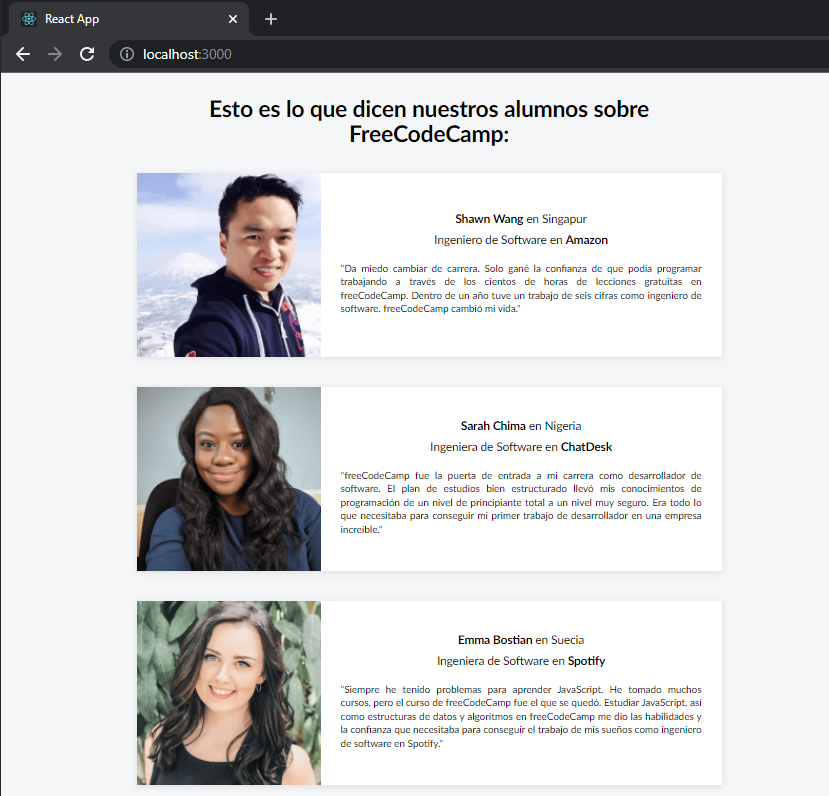 React App
localhost:3000
Esto es lo que dicen nuestros alumnos sobre
FreeCodeCamp:
Shawn Wang en Singapur
Ingeniero de Software en Amazon
"Da miedo cambiar de carrera. Solo gané la confianza de que podía programar
trabajando a través de los cientos de horas de lecciones gratuitas en
freeCodeCamp. Dentro de un año tuve un trabajo de seis cifras como ingeniero de
software. freeCodeCamp cambió mi vida."
Sarah Chima en Nigeria
Ingeniera de Software en ChatDesk
"freeCodeCamp fue la puerta de entrada a mi carrera como desarrollador de
software. El plan de estudios bien estructurado llevó mis conocimientos de
programación de un nivel de principiante total a un nivel muy seguro. Era todo lo
que necesitaba para conseguir mi primer trabajo de desarrollador en una empresa
increíble."
Emma Bostian en Suecia
Ingeniera de Software en Spotify
"Siempre he tenido problemas para aprender JavaScript. He tomado muchos
cursos, pero el curso de freeCodeCamp fue el que se quedó. Estudiar JavaScript, así
como estructuras de datos y algoritmos en freeCodeCamp me dio las habilidades y
la confianza que necesitaba para conseguir el trabajo de mis sueños como ingeniero
de software en Spotify."